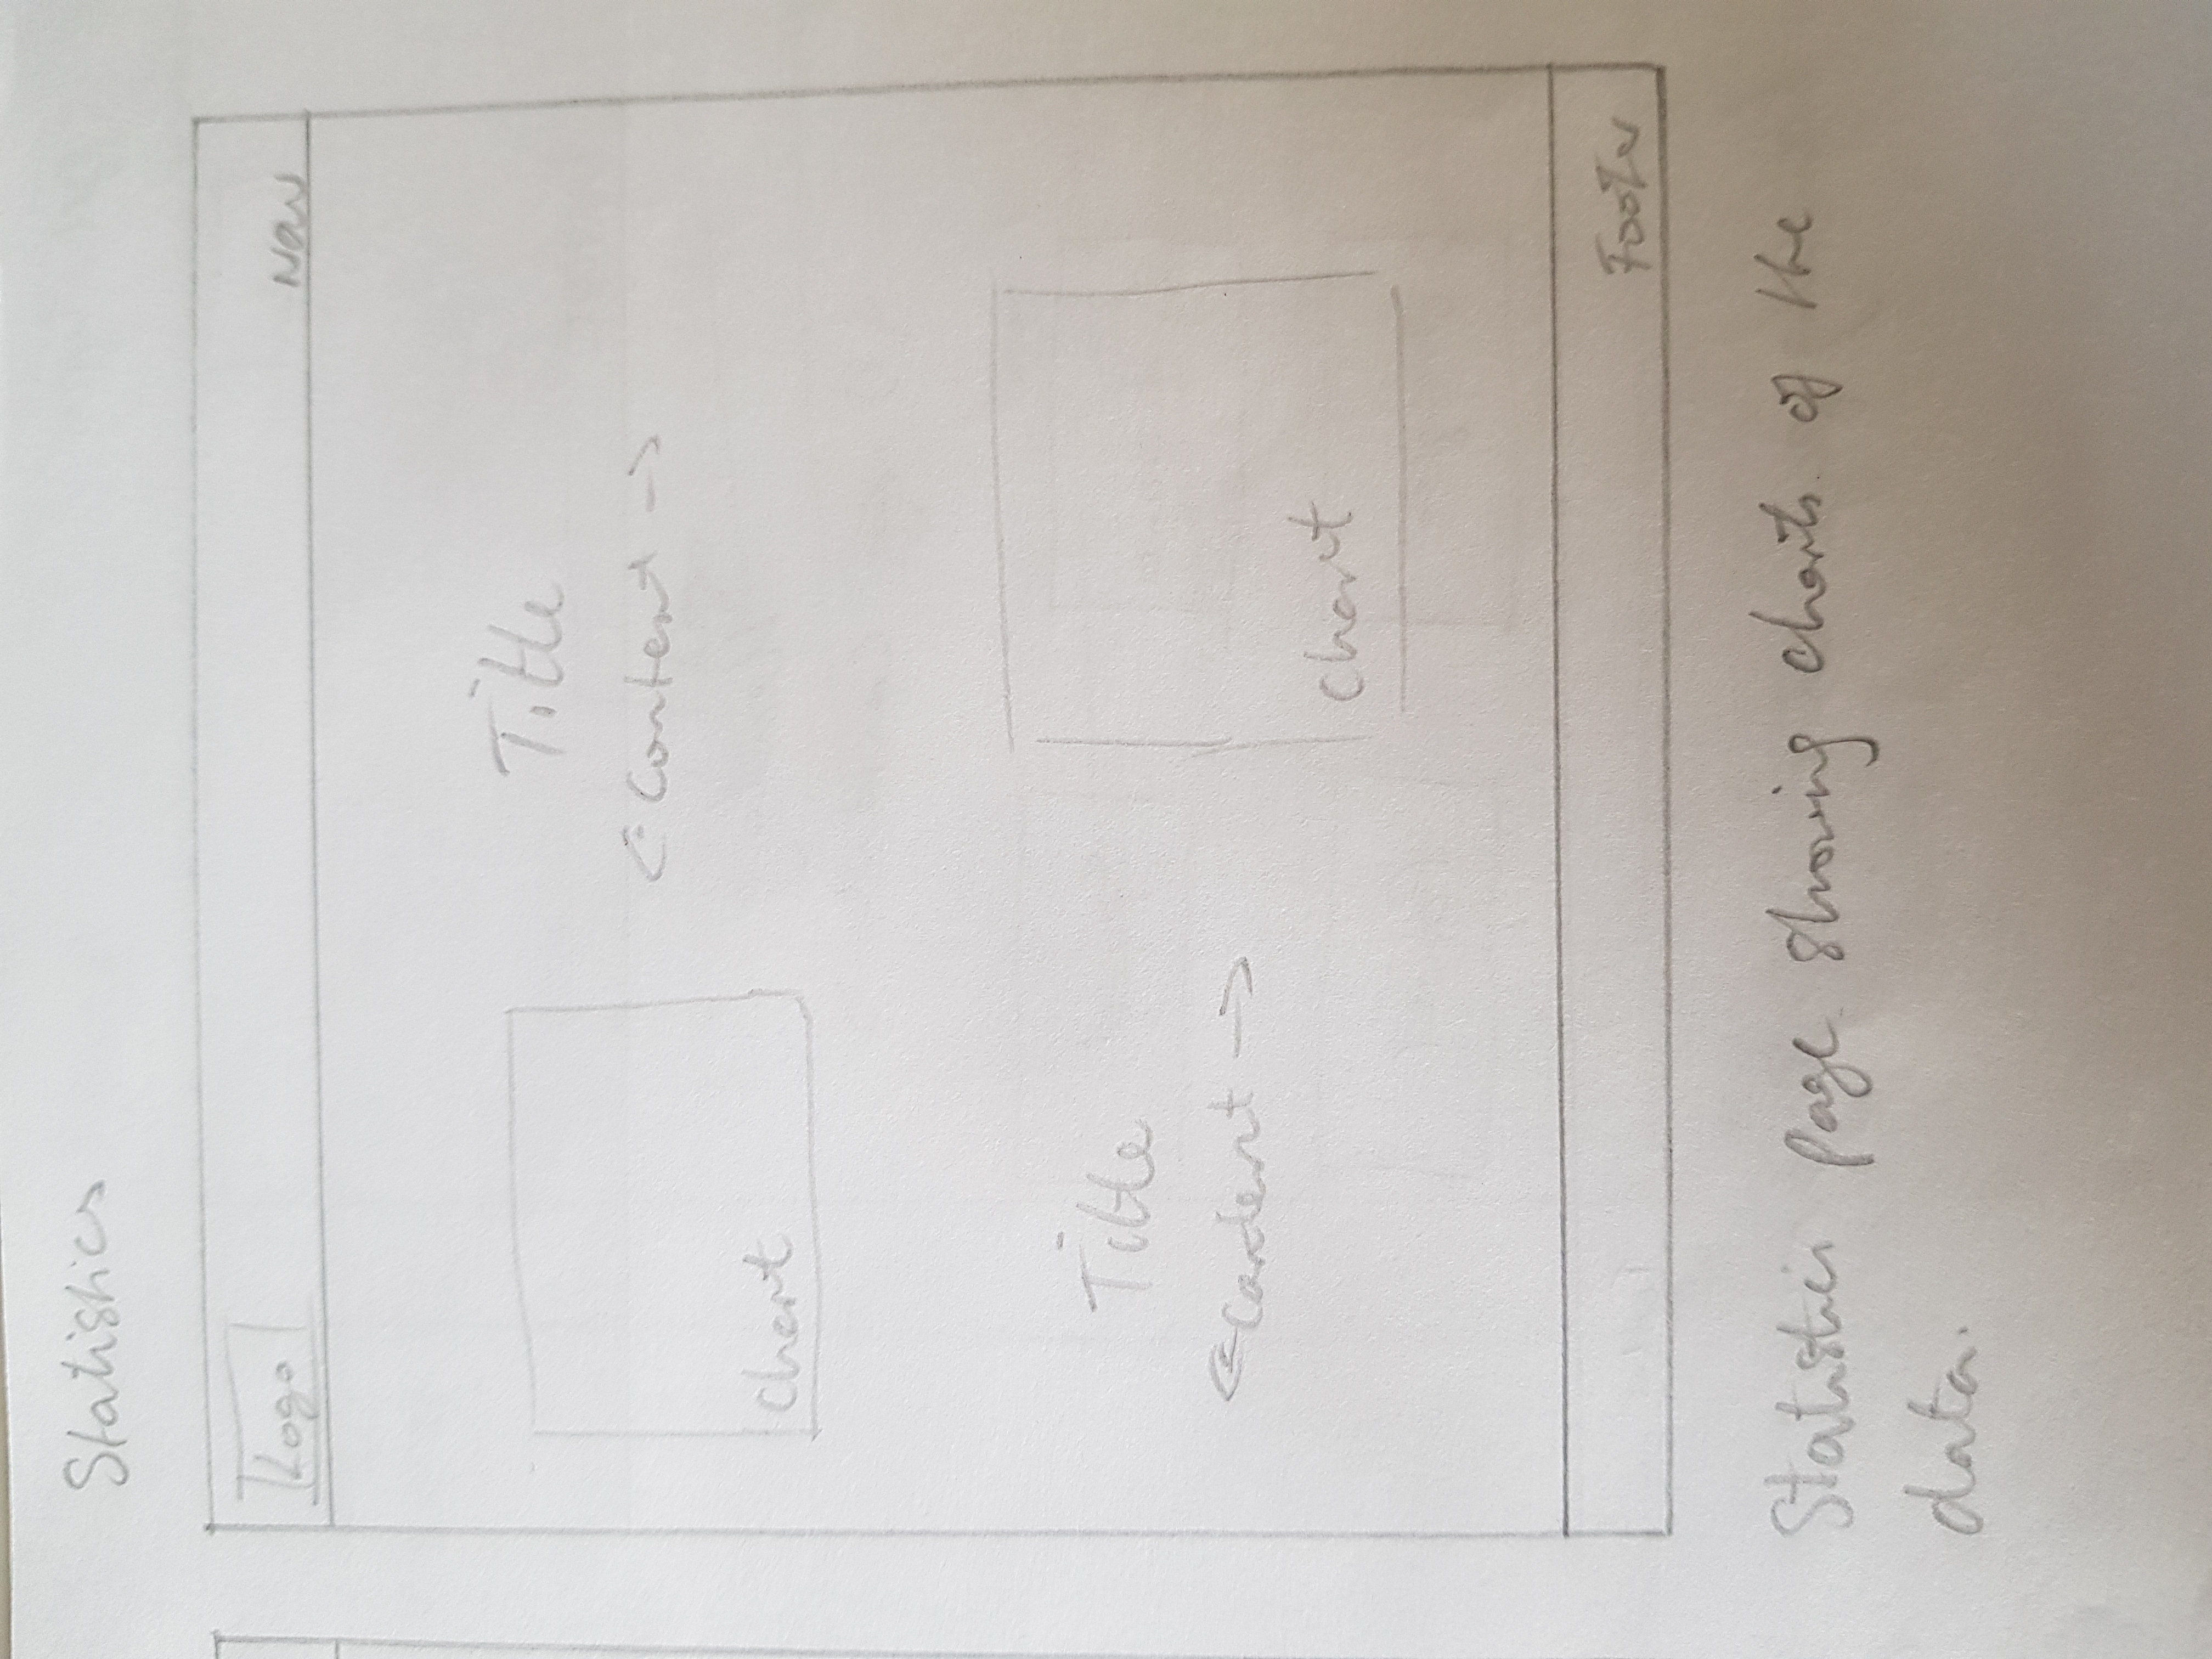 Statistics
Logo
Nav
Title
<- Content ->
Chart
Title
<- Content ->
Chart
Footer
Statistics page showing charts of the
data.